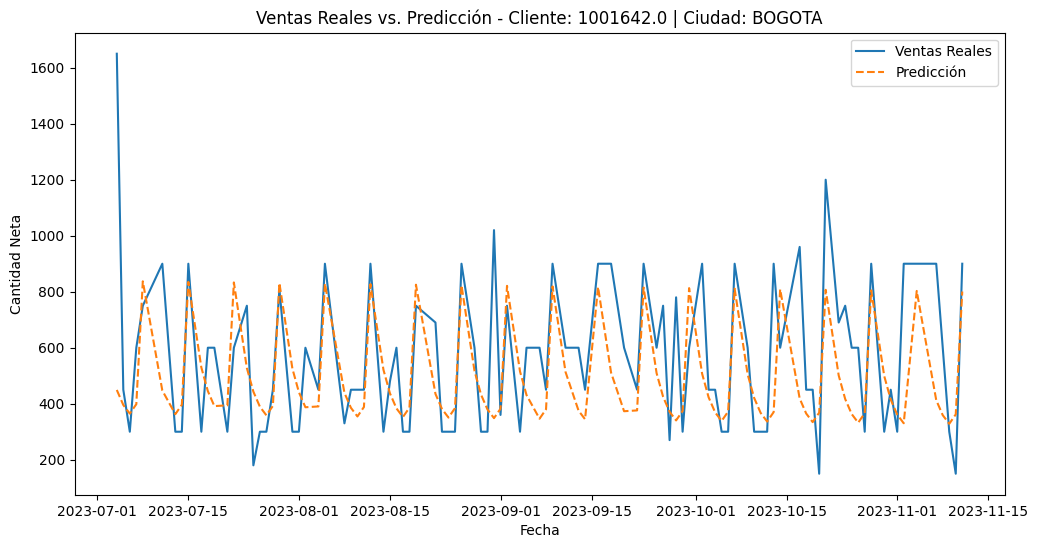 Ventas Reales vs. Predicción - Cliente: 1001642.0 | Ciudad: BOGOTA
Ventas Reales
Predicción
Cantidad Neta
1600
1400
1200
1000
800
600
400
200
2023-07-01 2023-07-15 2023-08-01 2023-08-15 2023-09-01 2023-09-15 2023-10-01 2023-10-15 2023-11-01 2023-11-15
Fecha